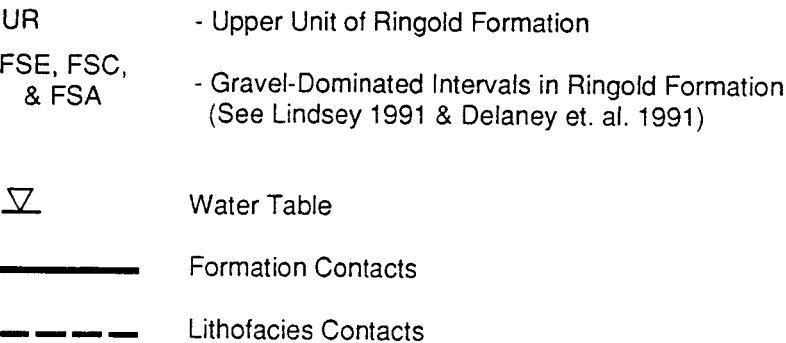 UR - Upper Unit of Ringold Formation
FSE, FSC, - Gravel-Dominated Intervals in Ringold Formation
& FSA (See Lindsey 1991 & Delaney et. al. 1991)
Water Table
Formation Contacts
Lithofacies Contacts